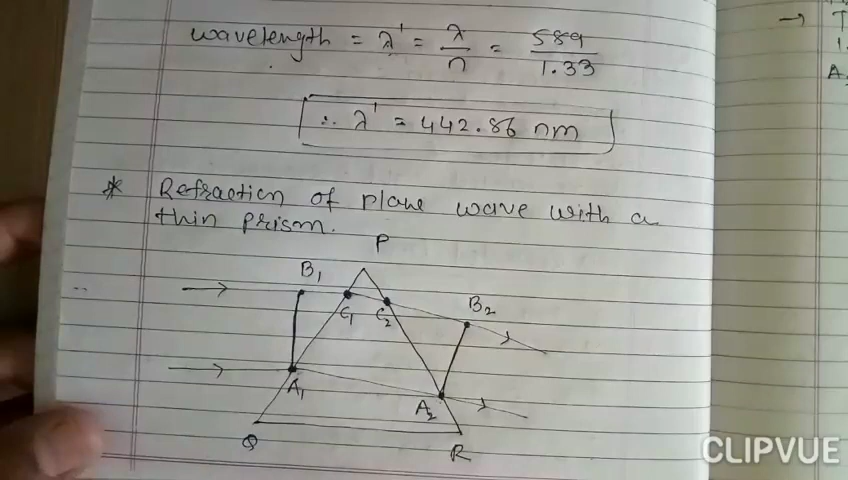 wavelength = λ' = λ/n = 589/1.33
∴ λ' = 442.86 nm
* Refraction of plane wave with a
thin prism.
P
B₁
C₁
C₂
B₂
A₁
A₂
Q
R
CLIPVUE